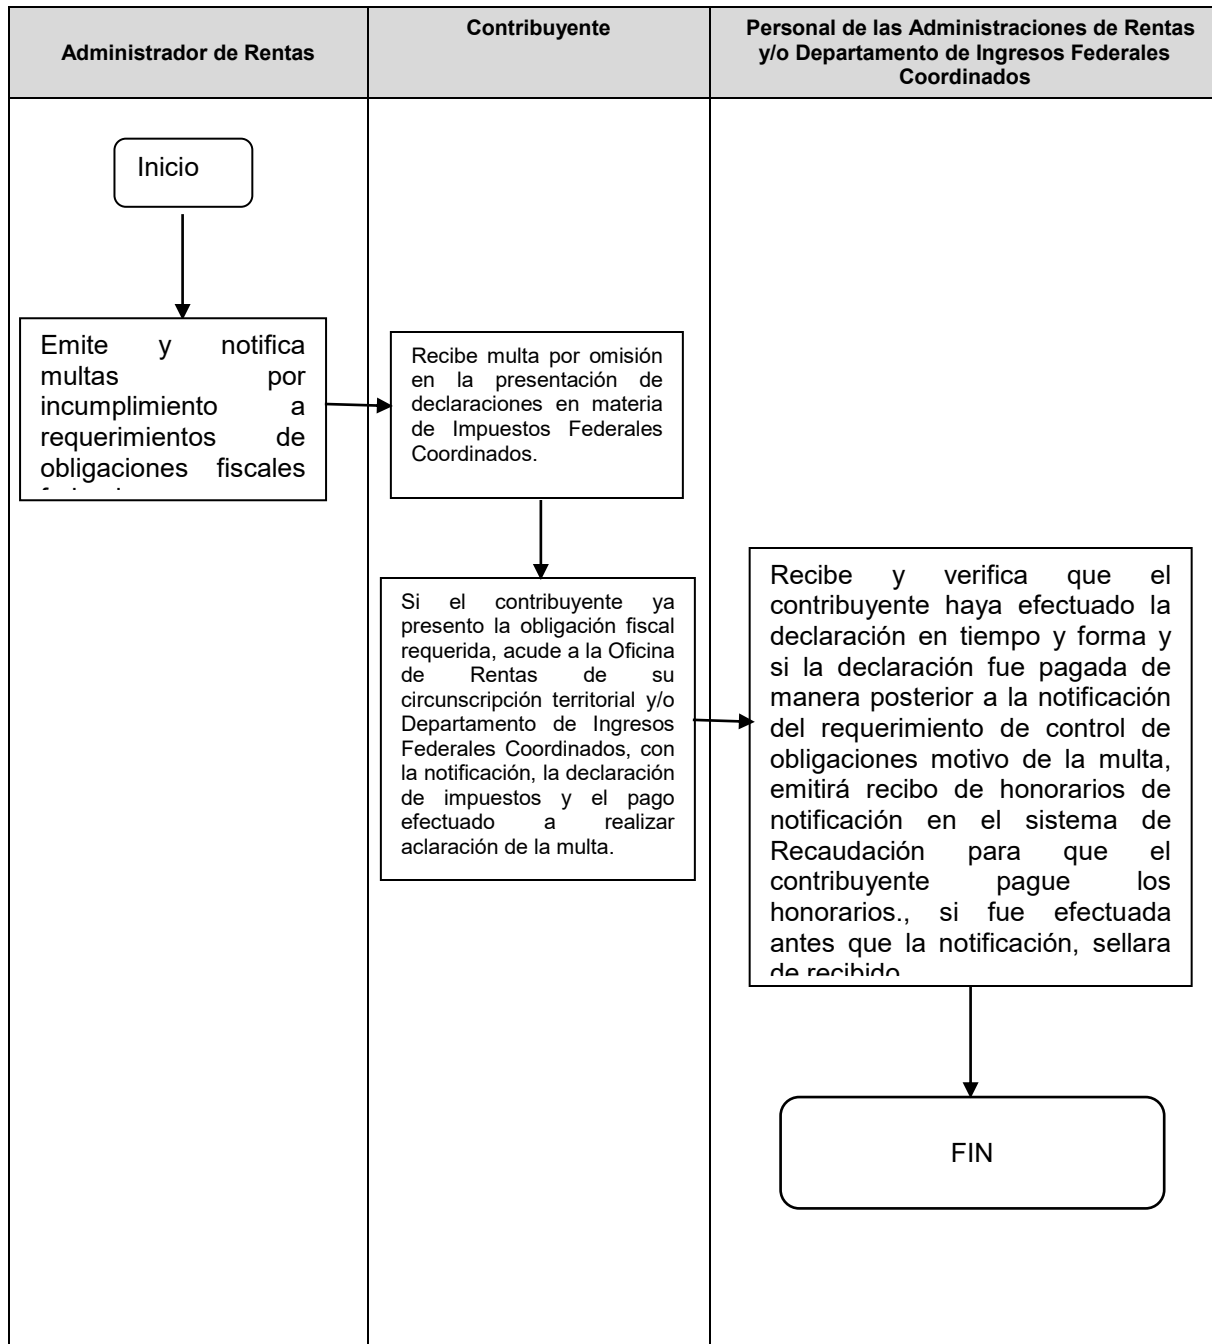 Administrador de Rentas
Contribuyente
Personal de las Administraciones de Rentas
y/o Departamento de Ingresos Federales
Coordinados
Inicio
Emite y notifica
multas por
incumplimiento a
requerimientos de
obligaciones fiscales
Recibe multa por omisión
en la presentación de
declaraciones en materia
de Impuestos Federales
Coordinados.
Si el contribuyente ya
presento la obligación fiscal
requerida, acude a la Oficina
de Rentas de su
circunscripción territorial y/o
Departamento de Ingresos
Federales Coordinados, con
la notificación, la declaración
de impuestos y el pago
efectuado a realizar
aclaración de la multa.
Recibe y verifica que el
contribuyente haya efectuado la
declaración en tiempo y forma y
si la declaración fue pagada de
manera posterior a la notificación
del requerimiento de control de
obligaciones motivo de la multa,
emitirá recibo de honorarios de
notificación en el sistema de
Recaudación para que el
contribuyente pague los
honorarios., si fue efectuada
antes que la notificación, sellara
de recibido
FIN